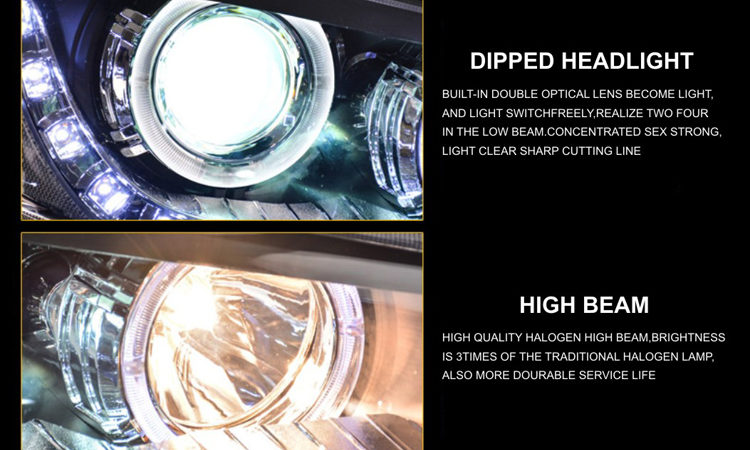 DIPPED HEADLIGHT
BUILT-IN DOUBLE OPTICAL LENS BECOME LIGHT,
AND LIGHT SWITCHFREELY,REALIZE TWO FOUR
IN THE LOW BEAM.CONCENTRATED SEX STRONG,
LIGHT CLEAR SHARP CUTTING LINE
HIGH BEAM
HIGH QUALITY HALOGEN HIGH BEAM,BRIGHTNESS
IS 3TIMES OF THE TRADITIONAL HALOGEN LAMP,
ALSO MORE DOURABLE SERVICE LIFE